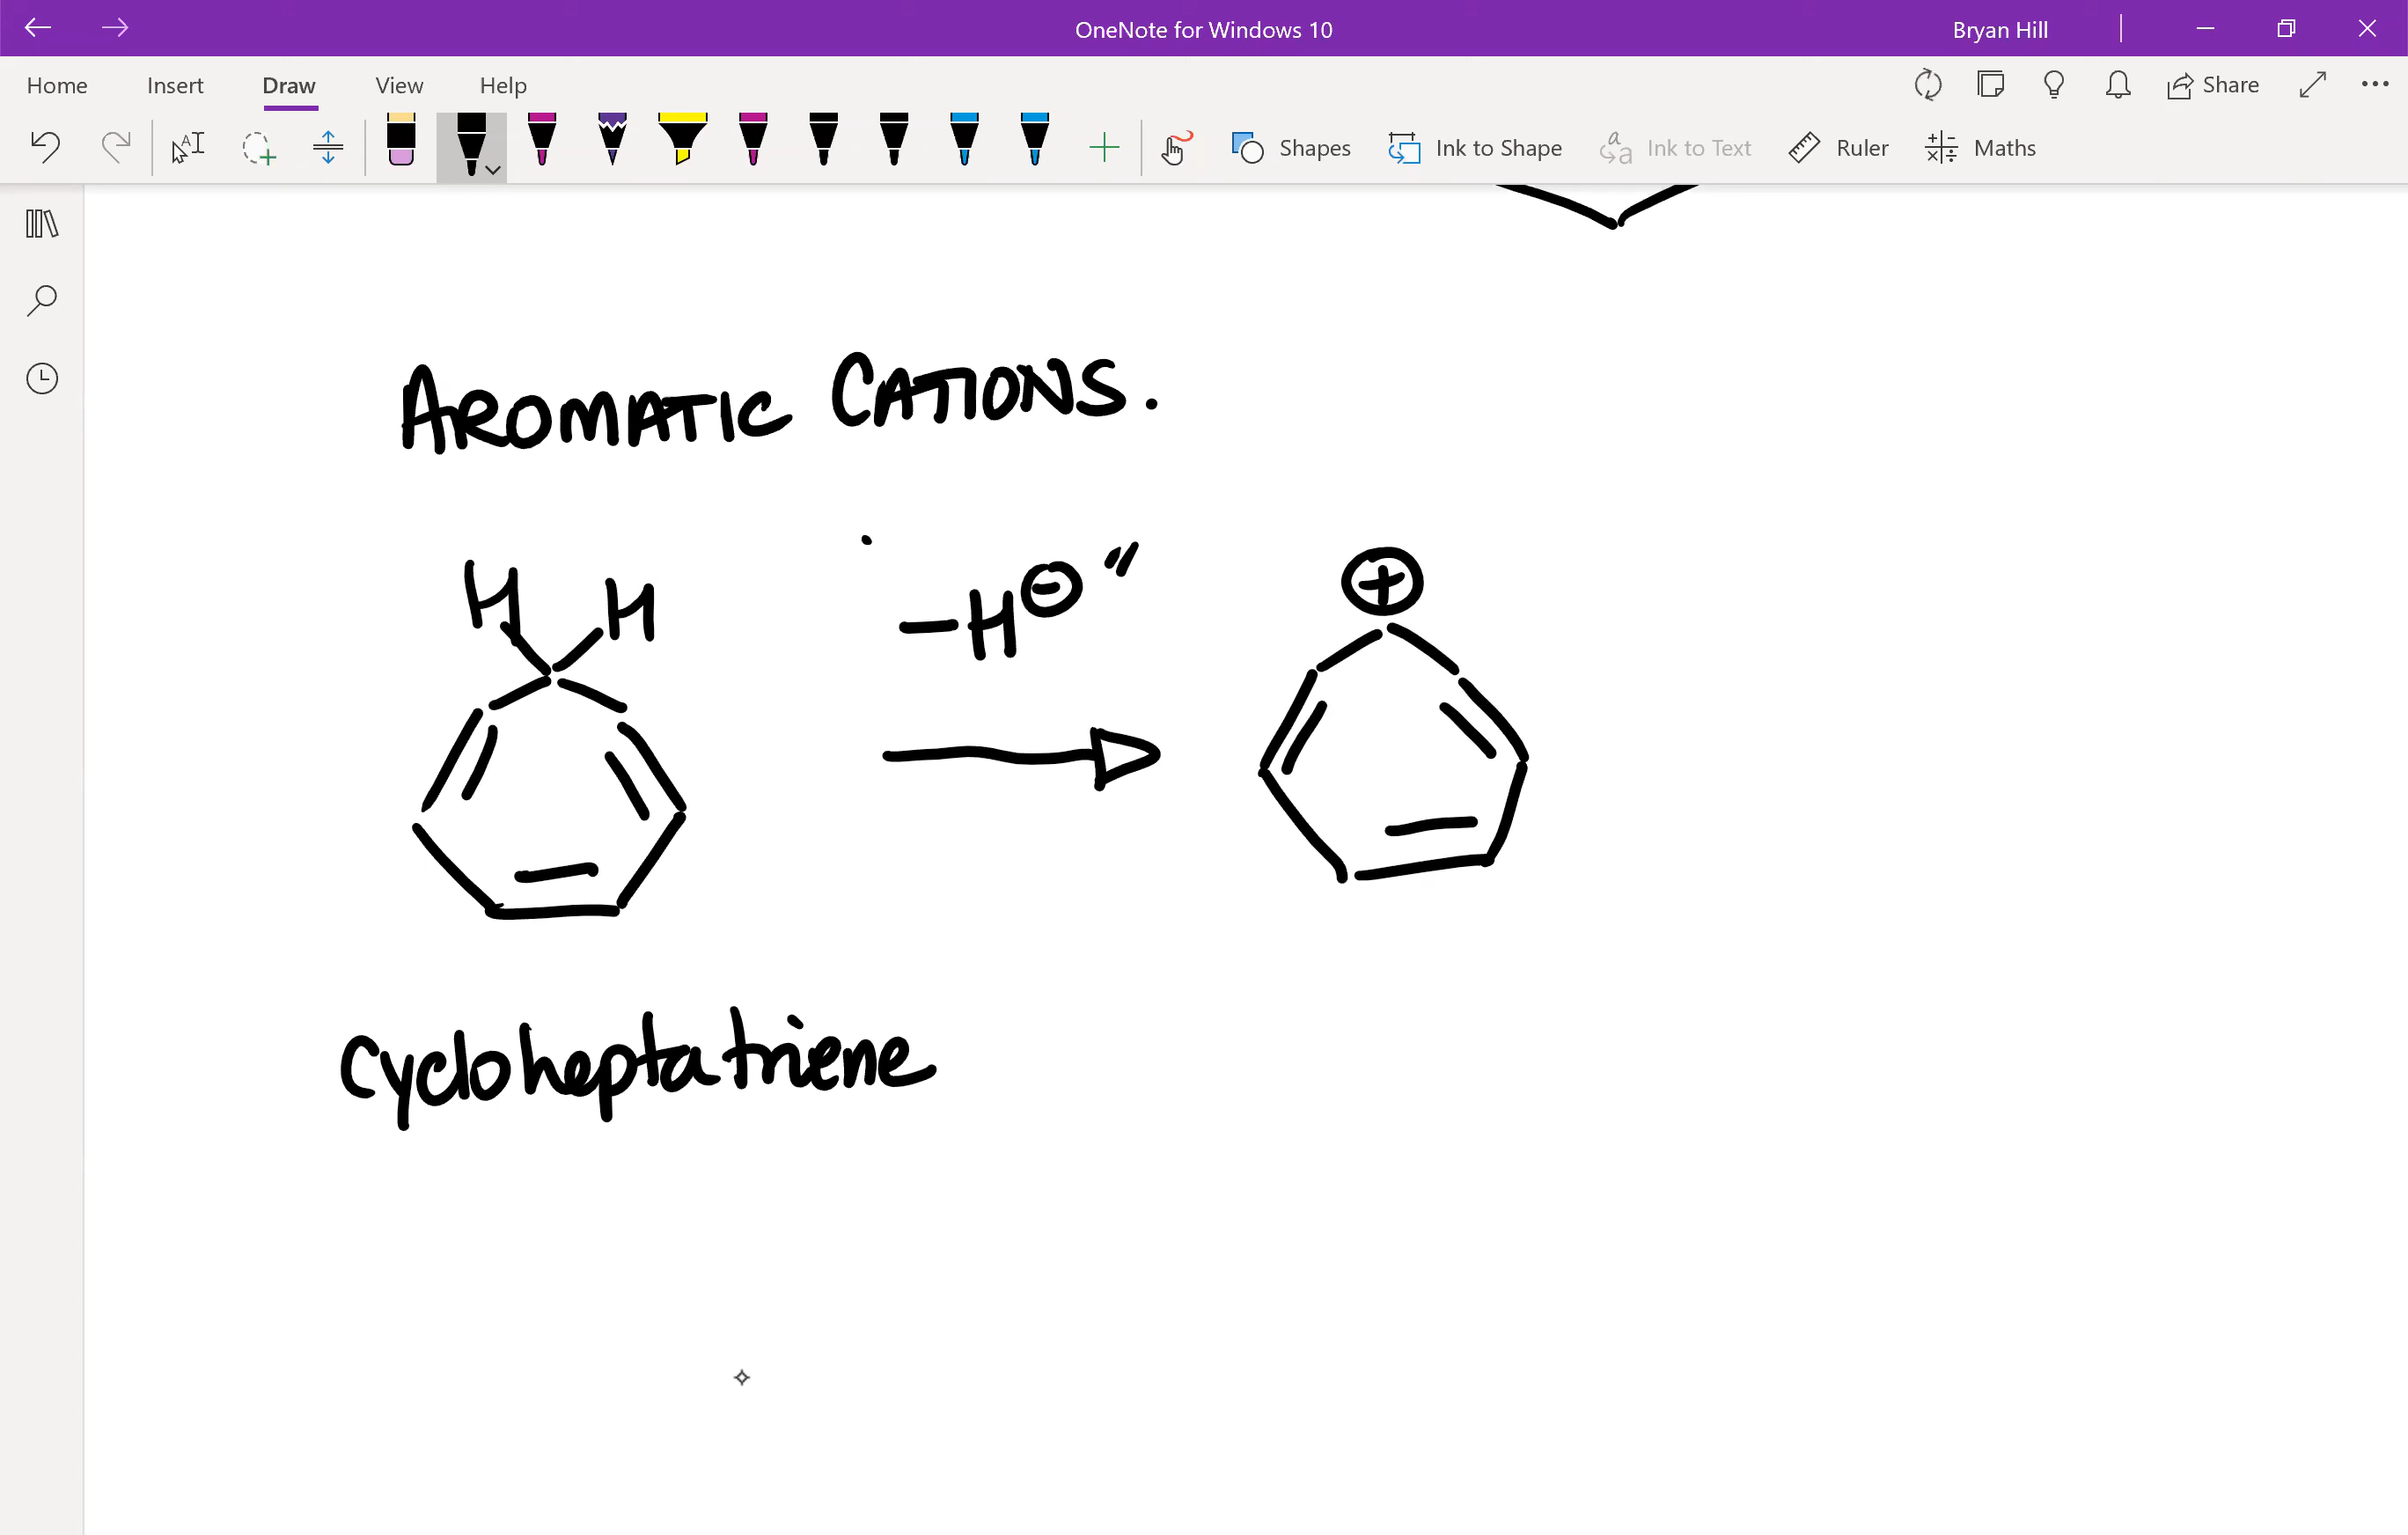 OneNote for Windows 10
Bryan Hill
Home Insert Draw View Help
Share
Shapes Ink to Shape Ink to Text Ruler Maths
AROMATIC CATIONS.
H H
−H⊖ "
⊕
cycloheptatriene